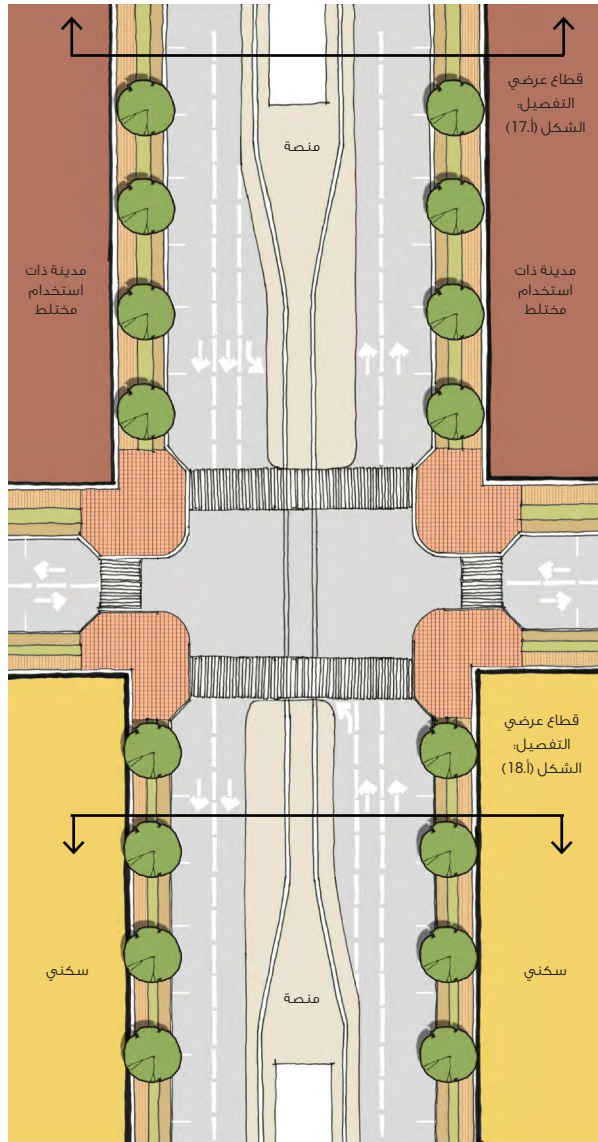 قطاع عرضي
التفصيل:
الشكل (أ.17)
منصة
مدينة ذات
استخدام
مختلط
مدينة ذات
استخدام
مختلط
قطاع عرضي
التفصيل:
الشكل (أ.18)
سكني
سكني
منصة